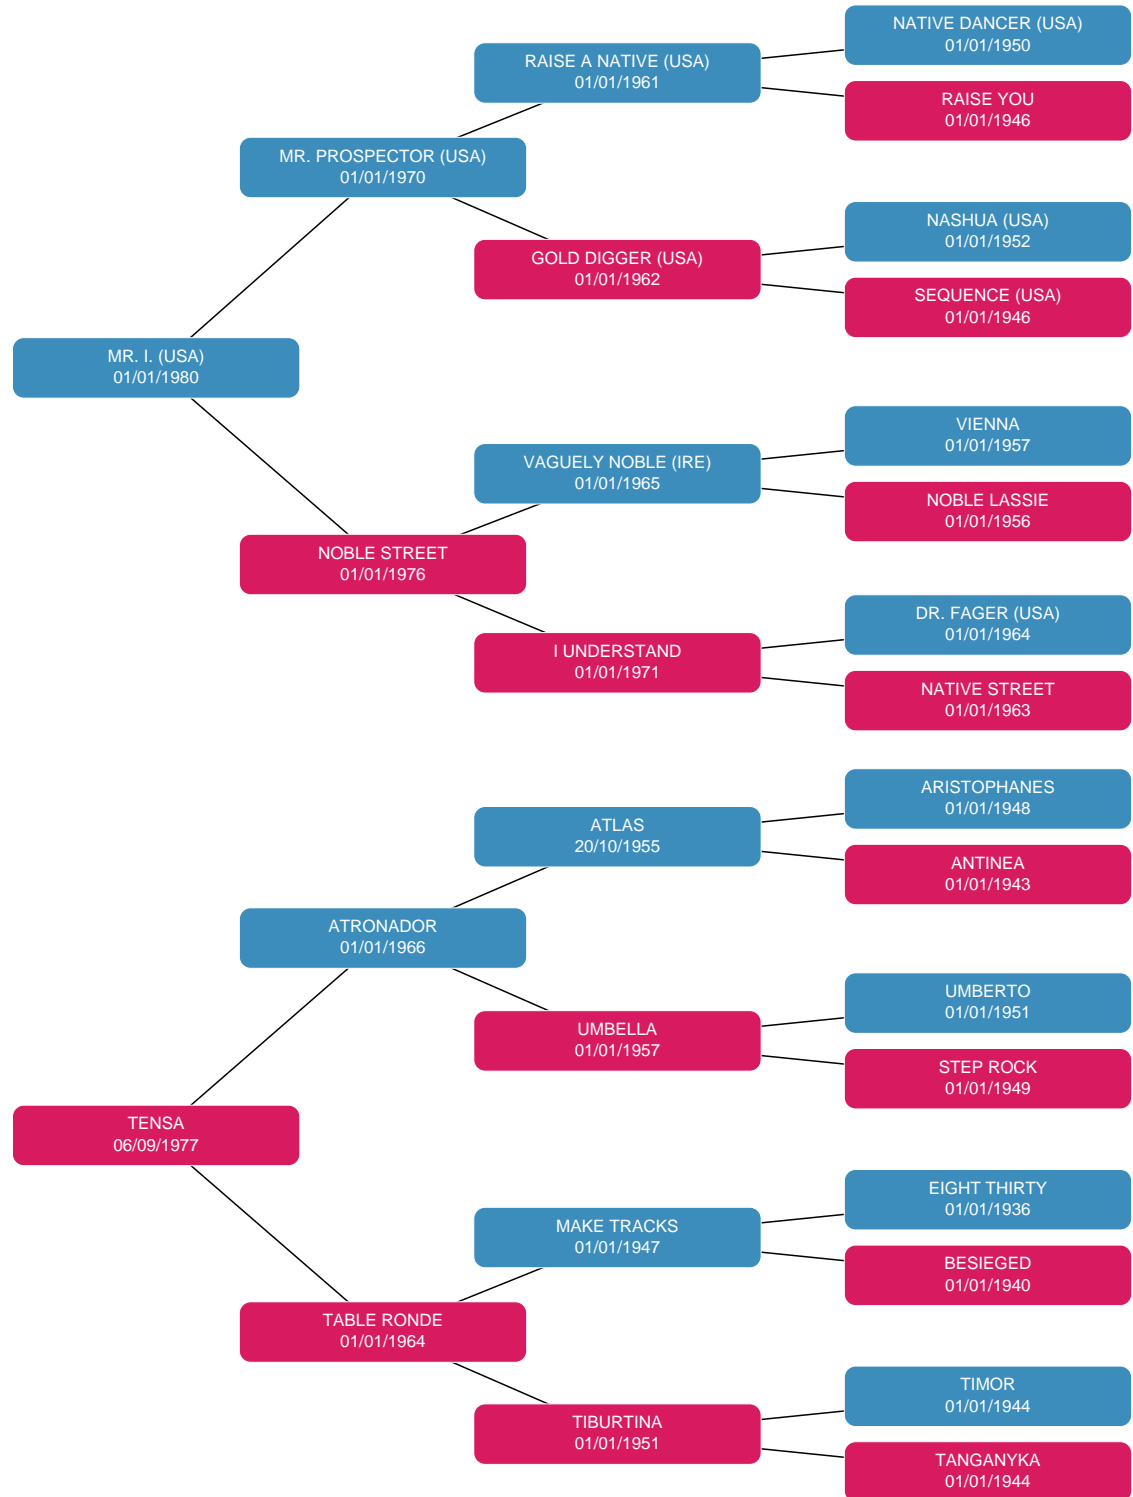 NATIVE DANCER (USA)
01/01/1950
RAISE A NATIVE (USA)
01/01/1961
RAISE YOU
01/01/1946
MR. PROSPECTOR (USA)
01/01/1970
NASHUA (USA)
01/01/1952
GOLD DIGGER (USA)
01/01/1962
SEQUENCE (USA)
01/01/1946
MR. I. (USA)
01/01/1980
VIENNA
01/01/1957
VAGUELY NOBLE (IRE)
01/01/1965
NOBLE LASSIE
01/01/1956
NOBLE STREET
01/01/1976
DR. FAGER (USA)
01/01/1964
I UNDERSTAND
01/01/1971
NATIVE STREET
01/01/1963
ARISTOPHANES
01/01/1948
ATLAS
20/10/1955
ANTINEA
01/01/1943
ATRONADOR
01/01/1966
UMBERTO
01/01/1951
UMBELLA
01/01/1957
STEP ROCK
01/01/1949
TENSA
06/09/1977
EIGHT THIRTY
01/01/1936
MAKE TRACKS
01/01/1947
BESIEGED
01/01/1940
TABLE RONDE
01/01/1964
TIMOR
01/01/1944
TIBURTINA
01/01/1951
TANGANYKA
01/01/1944